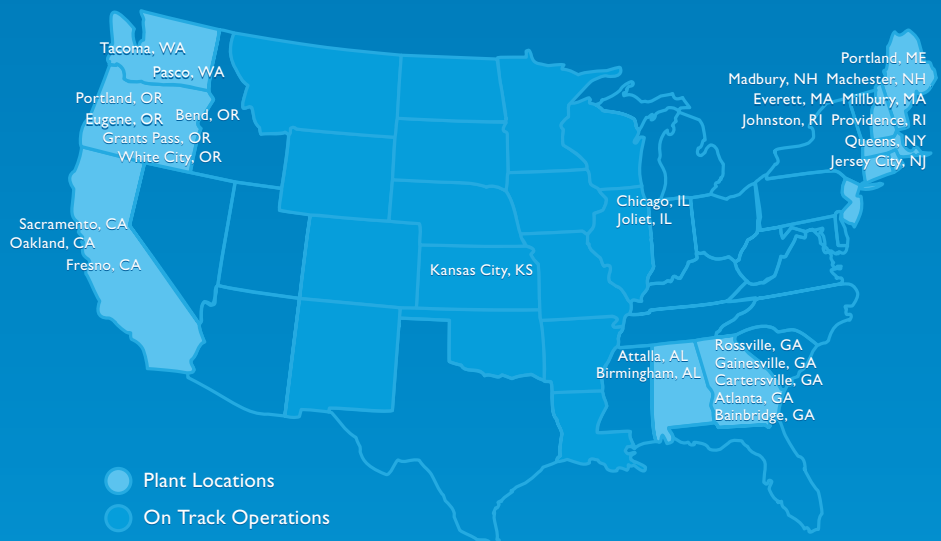 Tacoma, WA
Pasco, WA
Portland, OR
Eugene, OR Bend, OR
Grants Pass, OR
White City, OR
Sacramento, CA
Oakland, CA
Fresno, CA
Kansas City, KS
Chicago, IL
Joliet, IL
Portland, ME
Madbury, NH Machester, NH
Everett, MA Millbury, MA
Johnston, RI Providence, RI
Queens, NY
Jersey City, NJ
Attalla, AL
Birmingham, AL
Rossville, GA
Gainesville, GA
Cartersville, GA
Atlanta, GA
Bainbridge, GA
Plant Locations
On Track Operations